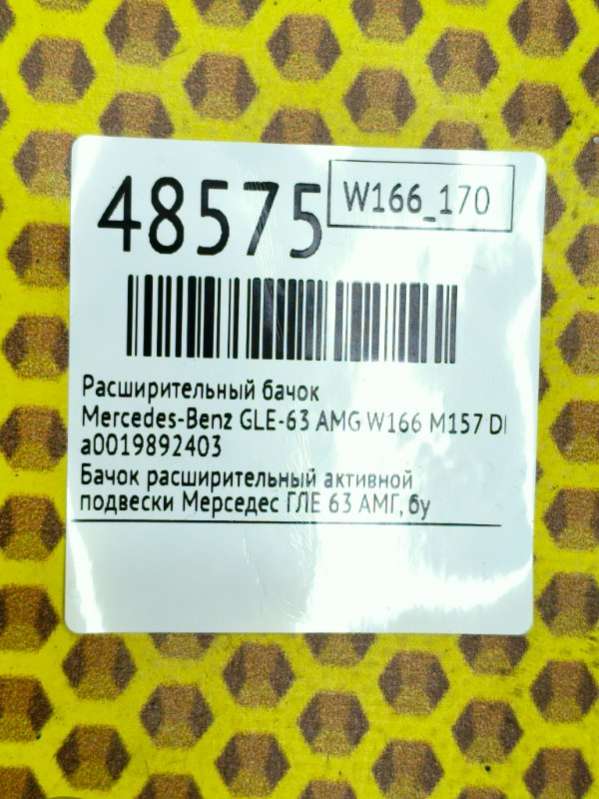 48575
W166_170
Расширительный бачок
Mercedes-Benz GLE-63 AMG W166 M157
a0019892403
Бачок расширительный активной
подвески Мерседес ГЛЕ 63 АМГ, бу